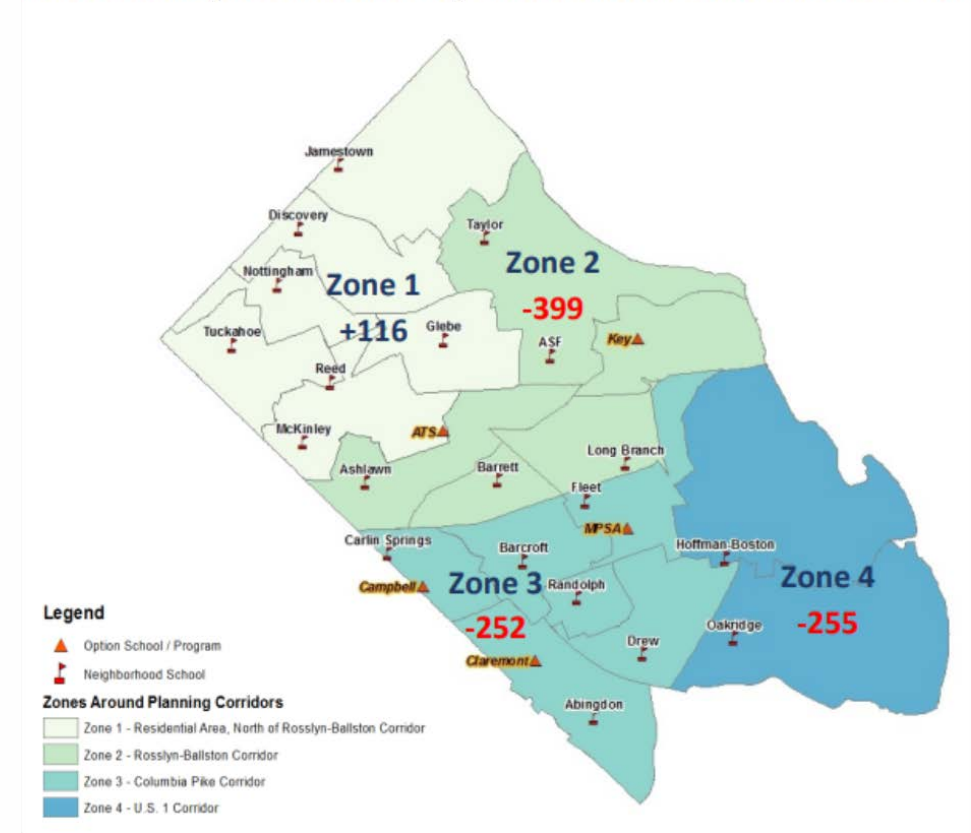 Jamestown
Discovery
Taylor
Nottingham
Zone 1
+116
Zone 2
-399
Tuckahoe
Glebe
ASF
Key
Reed
McKinley
ATS
Ashlawn
Barrett
Long Branch
Fleet
MPSA
Carlin Springs
Barcroft
Hoffman-Boston
Campbell
Zone 3
-252
Randolph
Zone 4
-255
Oakridge
Drew
Claremont
Abingdon
Legend
Option School / Program
Neighborhood School
Zones Around Planning Corridors
Zone 1 - Residential Area, North of Rosslyn-Ballston Corridor
Zone 2 - Rosslyn-Ballston Corridor
Zone 3 - Columbia Pike Corridor
Zone 4 - U.S. 1 Corridor